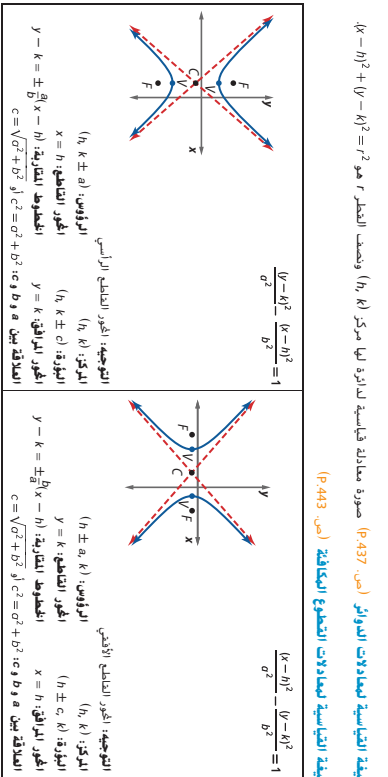 يغة القياسية لمعادلات الدوائر (ص. P.437) صورة معادلة قياسية لدائرة لها مركز (h, k) ونصف القطر r هو (x − h)² + (y − k)² = r².
يغة القياسية لمعادلات القطوع المكافئة (ص. P.443)
(x − h)²/a² − (y − k)²/b² = 1
y
F V C V F x
التوجيه: المحور القاطع الأفقي
المركز: (h, k)
الرؤوس: (h ± a, k)
البؤرة: (h ± c, k)
المحور القاطع: y = k
المحور المرافق: x = h
الخطوط المقاربة: y − k = ± b/a (x − h)
العلاقة بين a و b و c: c² = a² + b² أو c = √a² + b²
(y − k)²/a² − (x − h)²/b² = 1
y
F
V
C
x
V
F
التوجيه: المحور القاطع الرأسي
المركز: (h, k)
الرؤوس: (h, k ± a)
البؤرة: (h, k ± c)
المحور القاطع: x = h
المحور المرافق: y = k
الخطوط المقاربة: y − k = ± a/b (x − h)
العلاقة بين a و b و c: c² = a² + b² أو c = √a² + b²